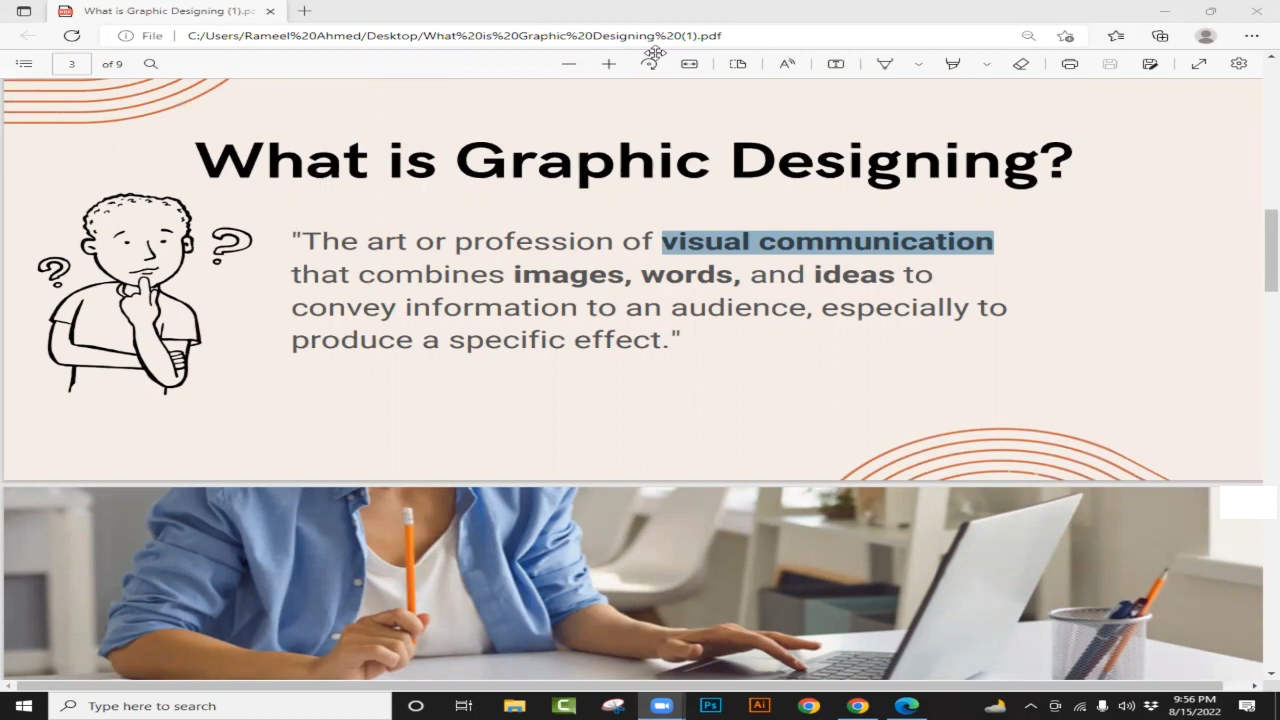 What is Graphic Designing (1).pd
File
C:/Users/Rameel%20Ahmed/Desktop/What%20is%20Graphic%20Designing%20(1).pdf
3 of 9
What is Graphic Designing?
? ?
"The art or profession of visual communication
that combines images, words, and ideas to
convey information to an audience, especially to
produce a specific effect."
Type here to search
Ps
Ai
9:56 PM
8/15/2022